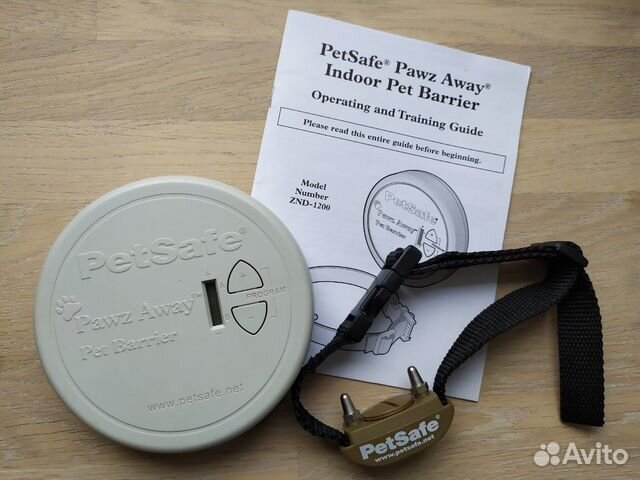 PetSafe® Pawz Away®
Indoor Pet Barrier
Operating and Training Guide
Please read this entire guide before beginning.
Model
Number
ZND-1200
PetSafe®
Pawz Away™
Pet Barrier
PetSafe®
Pawz Away™
Pet Barrier
+
A
PROGRAM
B
−
www.petsafe.net
PetSafe®
www.petsafe.net
Avito